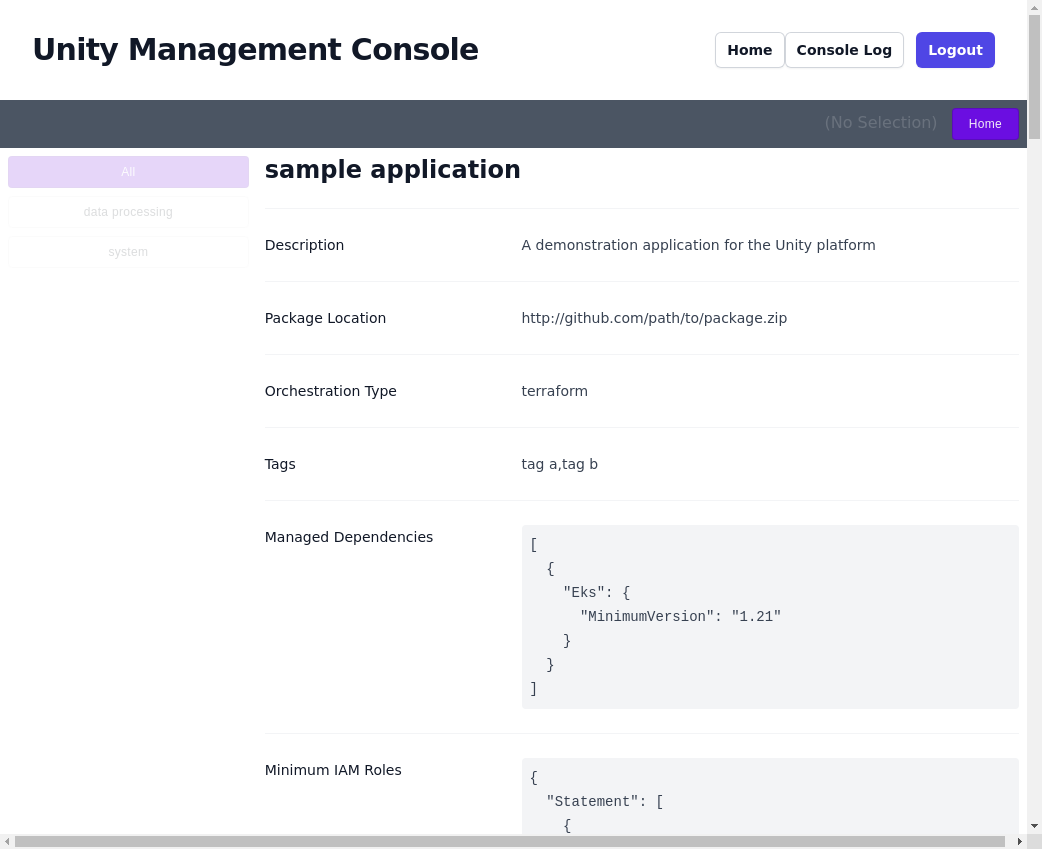 Unity Management Console
Home
Console Log
Logout
(No Selection)
Home
All
data processing
system
sample application
Description
A demonstration application for the Unity platform
Package Location
http://github.com/path/to/package.zip
Orchestration Type
terraform
Tags
tag a,tag b
Managed Dependencies
[
  {
    "Eks": {
      "MinimumVersion": "1.21"
    }
  }
]
Minimum IAM Roles
{
  "Statement": [
    {